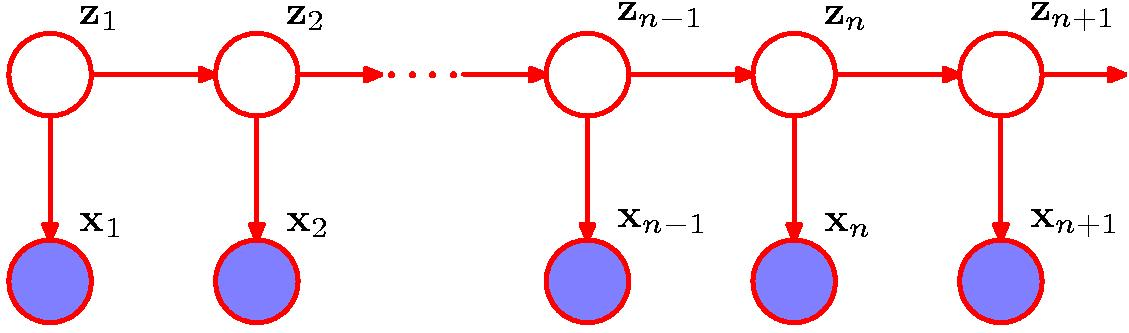 z₁ z₂ zₙ₋₁ zₙ zₙ₊₁
x₁ x₂ xₙ₋₁ xₙ xₙ₊₁